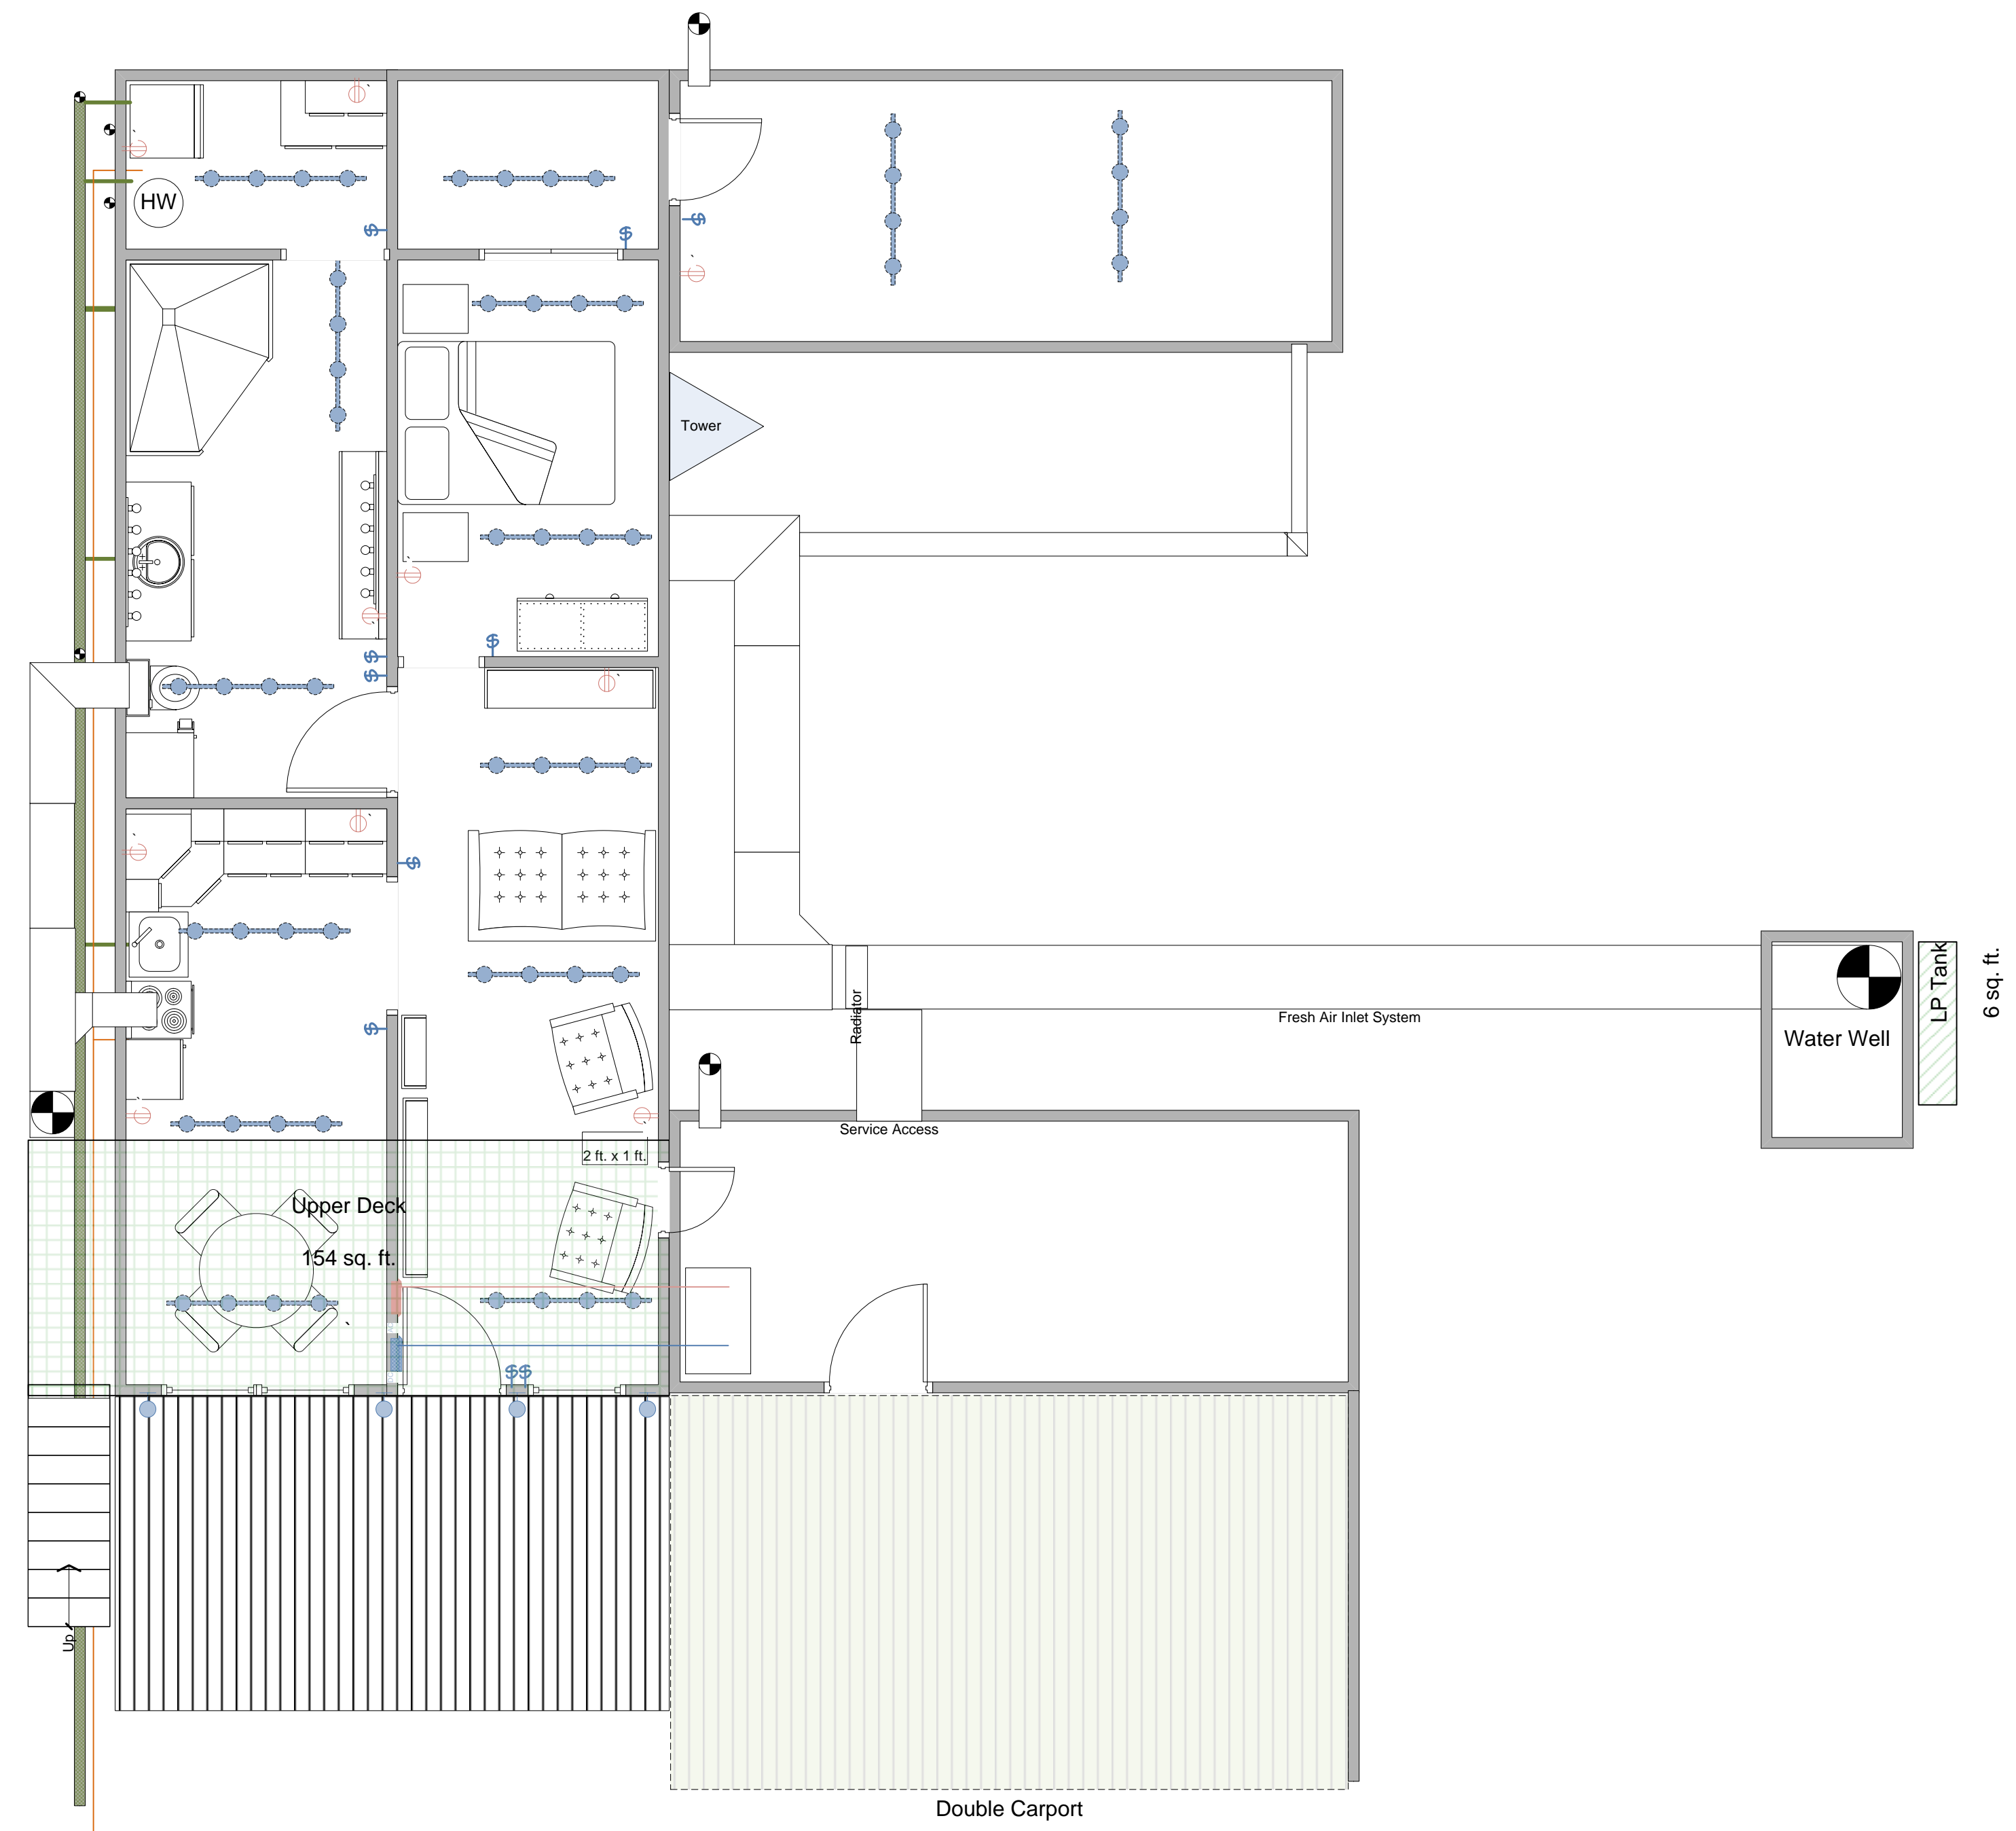 HW
Tower
LP Tank
6 sq. ft.
Radiator
Fresh Air Inlet System
Water Well
Service Access
2 ft. x 1 ft.
Upper Deck
154 sq. ft.
$
$
$
$
$
$
$
$
$
$$
Up
Double Carport